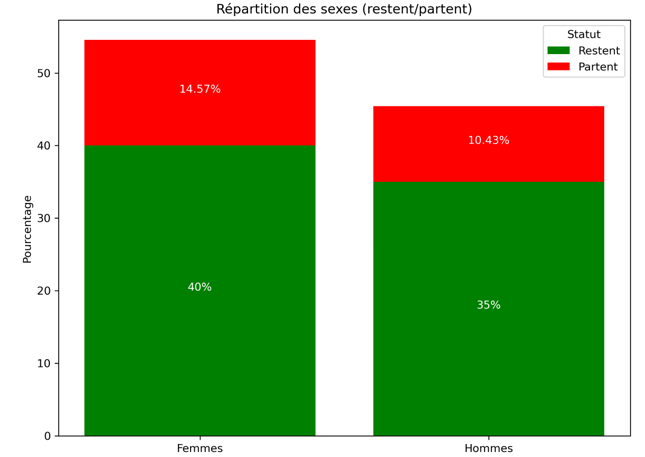 Répartition des sexes (restent/partent)
Statut
Restent
Partent
Pourcentage
50
40
30
20
10
0
14.57%
40%
10.43%
35%
Femmes
Hommes